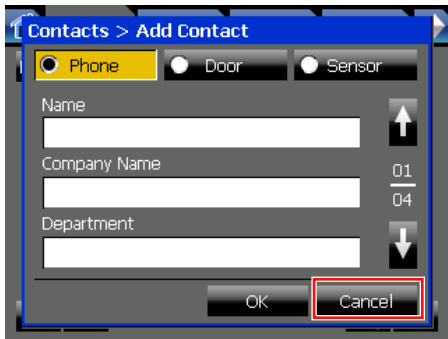 Contacts > Add Contact
Phone Door Sensor
Name
Company Name
01
04
Department
OK Cancel